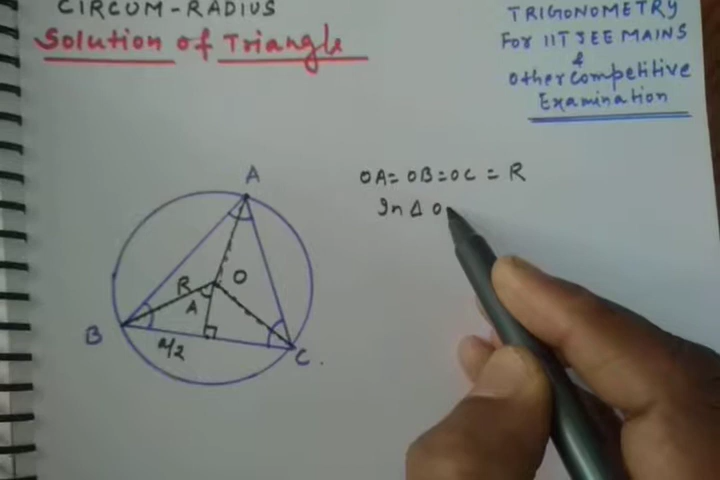 CIRCUM-RADIUS
Solution of Triangle
TRIGONOMETRY
For IIT JEE MAINS
&
Other Competitive
Examination
A
OA = OB = OC = R
In Δ O
R
O
A
B
a/2
C.